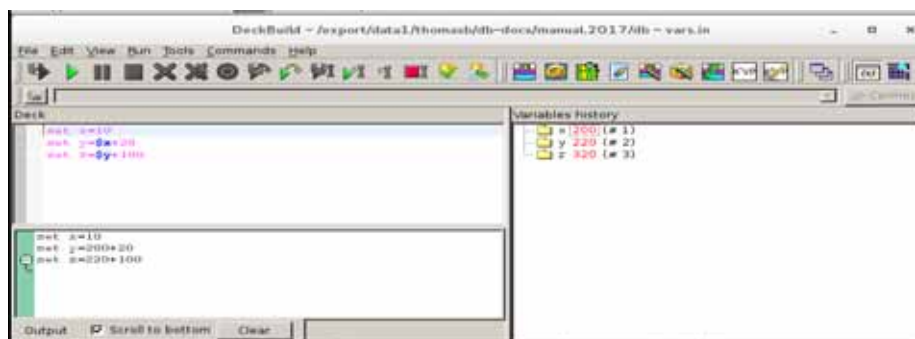 DeckBuild - /export/data1/thomasb/db-docs/manual.2017/db - vars.in
File Edit View Run Tools Commands Help
Deck
set x=10
set y=$x+20
set z=$y+100
Variables history
x 200 (# 1)
y 220 (# 2)
z 320 (# 3)
set x=10
set y=200+20
set z=220+100
Output Scroll to bottom Clear